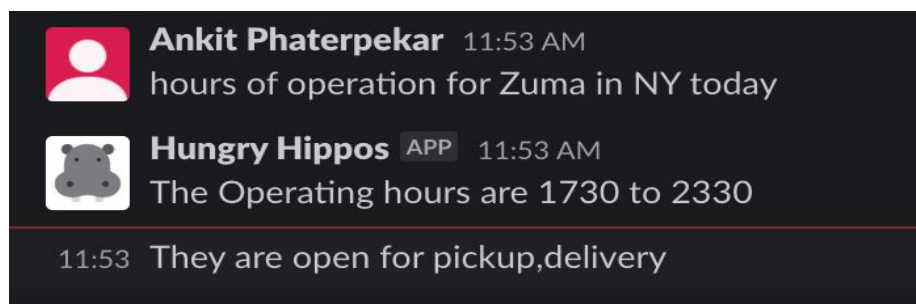 Ankit Phaterpekar 11:53 AM
hours of operation for Zuma in NY today
Hungry Hippos APP 11:53 AM
The Operating hours are 1730 to 2330
11:53 They are open for pickup,delivery